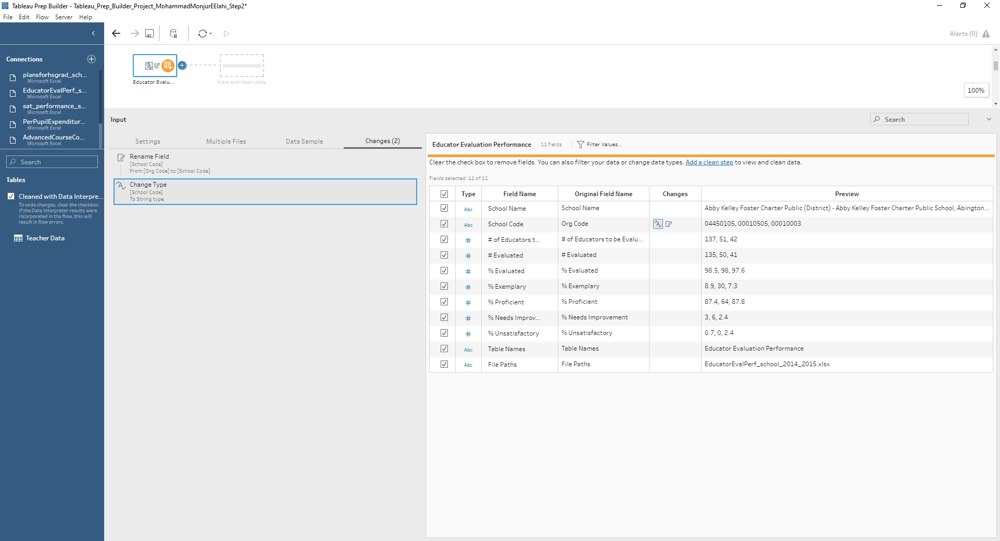 Tableau Prep Builder - Tableau_Prep_Builder_Project_MohammadMonjurEElahi_Step2*
File Edit Flow Server Help
Alerts (0)
Connections
plansforhsgrad_sch...
Microsoft Excel
EducatorEvalPerf_s...
Microsoft Excel
sat_performance_s...
Microsoft Excel
PerPupilExpenditur...
Microsoft Excel
AdvancedCourseCo...
Microsoft Excel
Search
Tables
Cleaned with Data Interpre...
To undo changes, clear the checkbox.
If the Data Interpreter results were
incorporated in the flow, this will
result in flow errors.
Teacher Data
Educator Evalu...
View and clean data
100%
Input
Search
Settings Multiple Files Data Sample Changes (2)
Rename Field
[School Code]
From [Org Code] to [School Code]
Change Type
[School Code]
To String type
Educator Evaluation Performance 11 fields Filter Values...
Clear the check box to remove fields. You can also filter your data or change data types. Add a clean step to view and clean data.
Fields selected: 11 of 11
Type Field Name Original Field Name Changes Preview
Abc School Name School Name Abby Kelley Foster Charter Public (District) - Abby Kelley Foster Charter Public School, Abington...
Abc School Code Org Code 04450105, 00010505, 00010003
# # of Educators t... # of Educators to be Evalu... 137, 51, 42
# # Evaluated # Evaluated 135, 50, 41
# % Evaluated % Evaluated 98.5, 98, 97.6
# % Exemplary % Exemplary 8.9, 30, 7.3
# % Proficient % Proficient 87.4, 64, 87.8
# % Needs Improv... % Needs Improvement 3, 6, 2.4
# % Unsatisfactory % Unsatisfactory 0.7, 0, 2.4
Abc Table Names Table Names Educator Evaluation Performance
Abc File Paths File Paths EducatorEvalPerf_school_2014_2015.xlsx